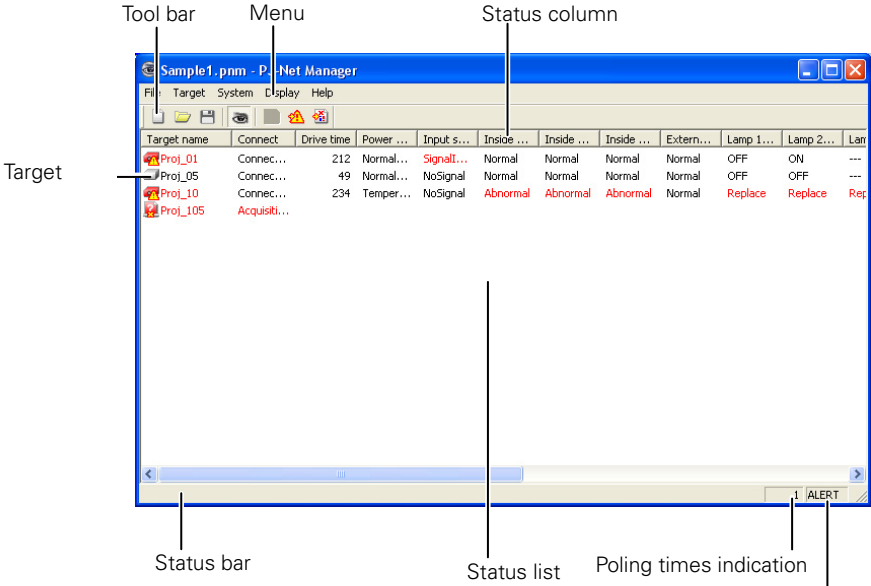 Tool bar Menu Status column
Sample1.pnm - PJ-Net Manager
File Target System Display Help
Target name Connect Drive time Power ... Input s... Inside ... Inside ... Inside ... Extern... Lamp 1... Lamp 2... Lam
Proj_01 Connec... 212 Normal... SignalI... Normal Normal Normal Normal OFF ON ---
Target
Proj_05 Connec... 49 Normal... NoSignal Normal Normal Normal Normal OFF OFF ---
Proj_10 Connec... 234 Temper... NoSignal Abnormal Abnormal Abnormal Normal Replace Replace Rep
Proj_105 Acquisiti...
1 ALERT
Status bar Status list Poling times indication